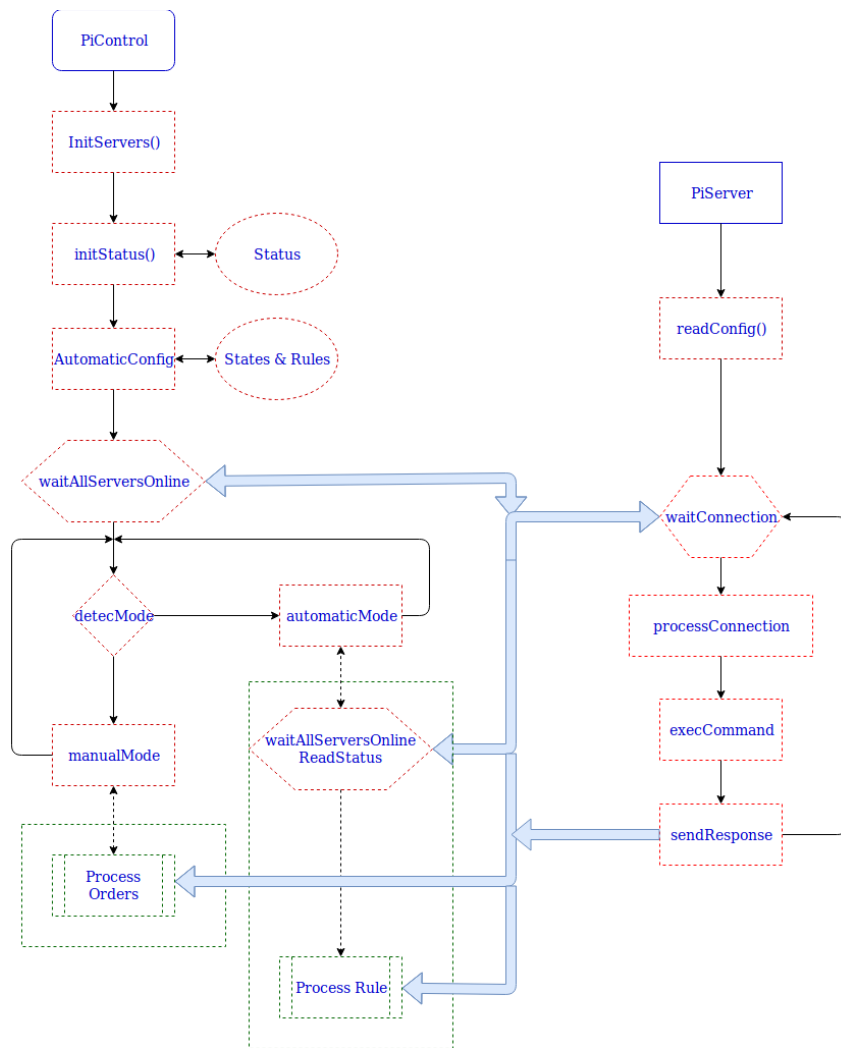 PiControl
InitServers()
initStatus()
Status
AutomaticConfig
States & Rules
waitAllServersOnline
detecMode
automaticMode
manualMode
waitAllServersOnline
ReadStatus
Process
Orders
Process Rule
PiServer
readConfig()
waitConnection
processConnection
execCommand
sendResponse